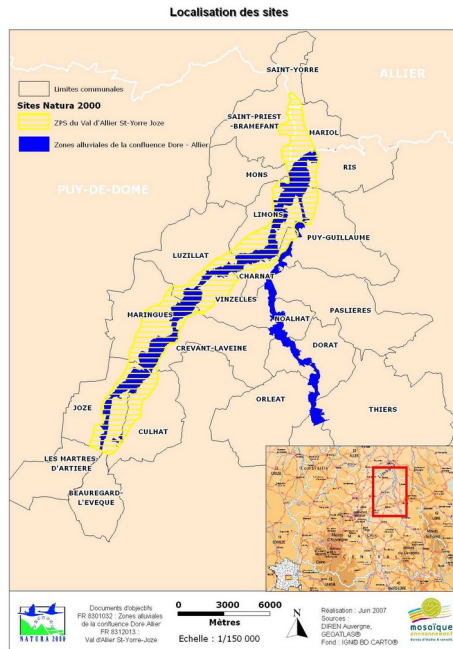 Localisation des sites
SAINT-YORRE
ALLIER
Limites communales
Sites Natura 2000
ZPS du Val d'Allier St-Yorre Joze
Zones alluviales de la confluence Dore - Allier
SAINT-PRIEST
-BRAMEFANT
MARIOL
MONS
RIS
PUY-DE-DOME
LIMONS
PUY-GUILLAUME
LUZILLAT
CHARNAT
VINZELLES
PASLIERES
MARINGUES
NOALHAT
DORAT
CREVANT-LAVEINE
ORLEAT
THIERS
JOZE
CULHAT
LES MARTRES-
D'ARTIERE
BEAUREGARD-
L'EVEQUE
NATURA 2000
Documents d'objectifs
FR 8301032 : Zones alluviales
de la confluence Dore Allier
FR 8312013 :
Val d'Allier St-Yorre-Joze
0 3000 6000
Mètres
Echelle : 1/150 000
N
Réalisation : Juin 2007
Sources :
DIREN Auvergne,
GEOATLAS®
Fond : IGN© BD CARTO®
mosaïque
environnement